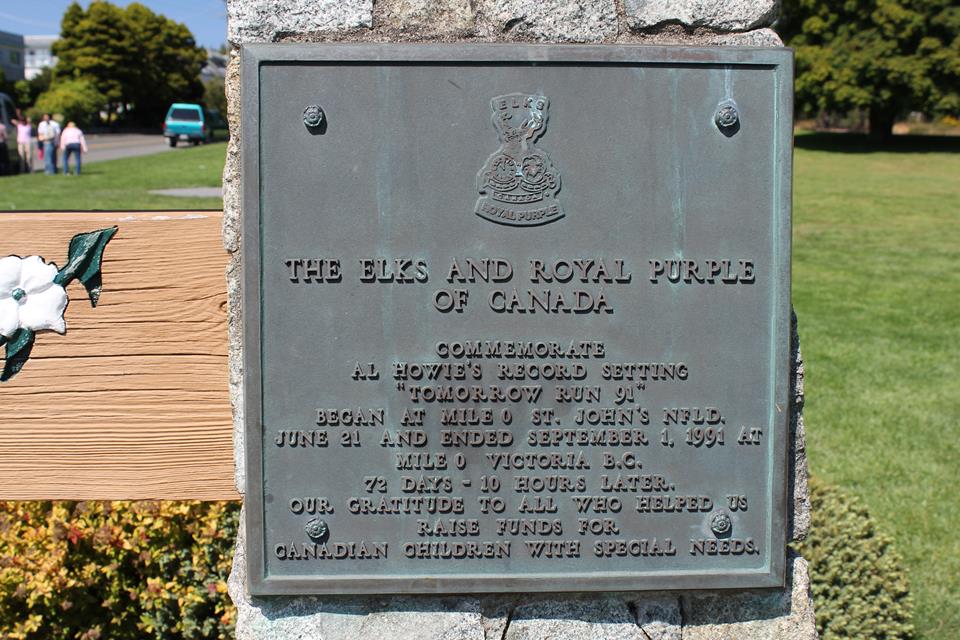 ELKS
ROYAL PURPLE
THE ELKS AND ROYAL PURPLE
OF CANADA
COMMEMORATE
AL HOWIE'S RECORD SETTING
"TOMORROW RUN 91"
BEGAN AT MILE 0 ST. JOHN'S NFLD.
JUNE 21 AND ENDED SEPTEMBER 1, 1991 AT
MILE 0 VICTORIA B.C.
72 DAYS - 10 HOURS LATER.
OUR GRATITUDE TO ALL WHO HELPED US
RAISE FUNDS FOR
CANADIAN CHILDREN WITH SPECIAL NEEDS.